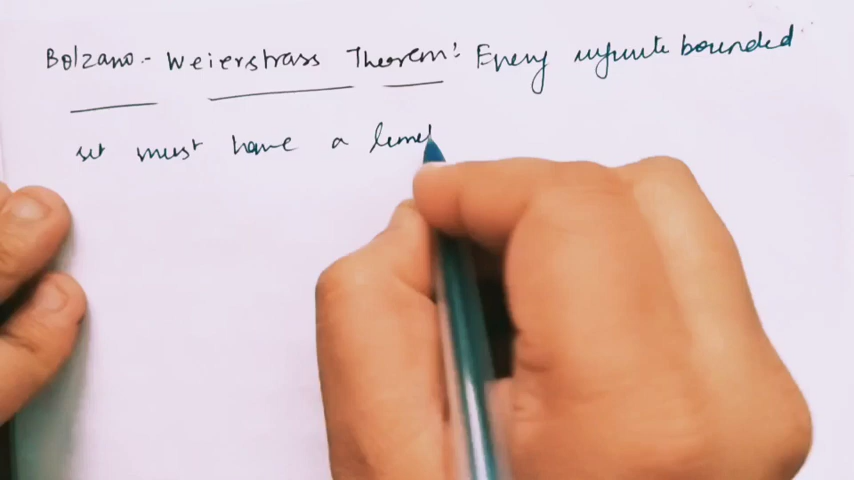 Bolzano - Weierstrass Theorem: Every infinite bounded
set must have a limit